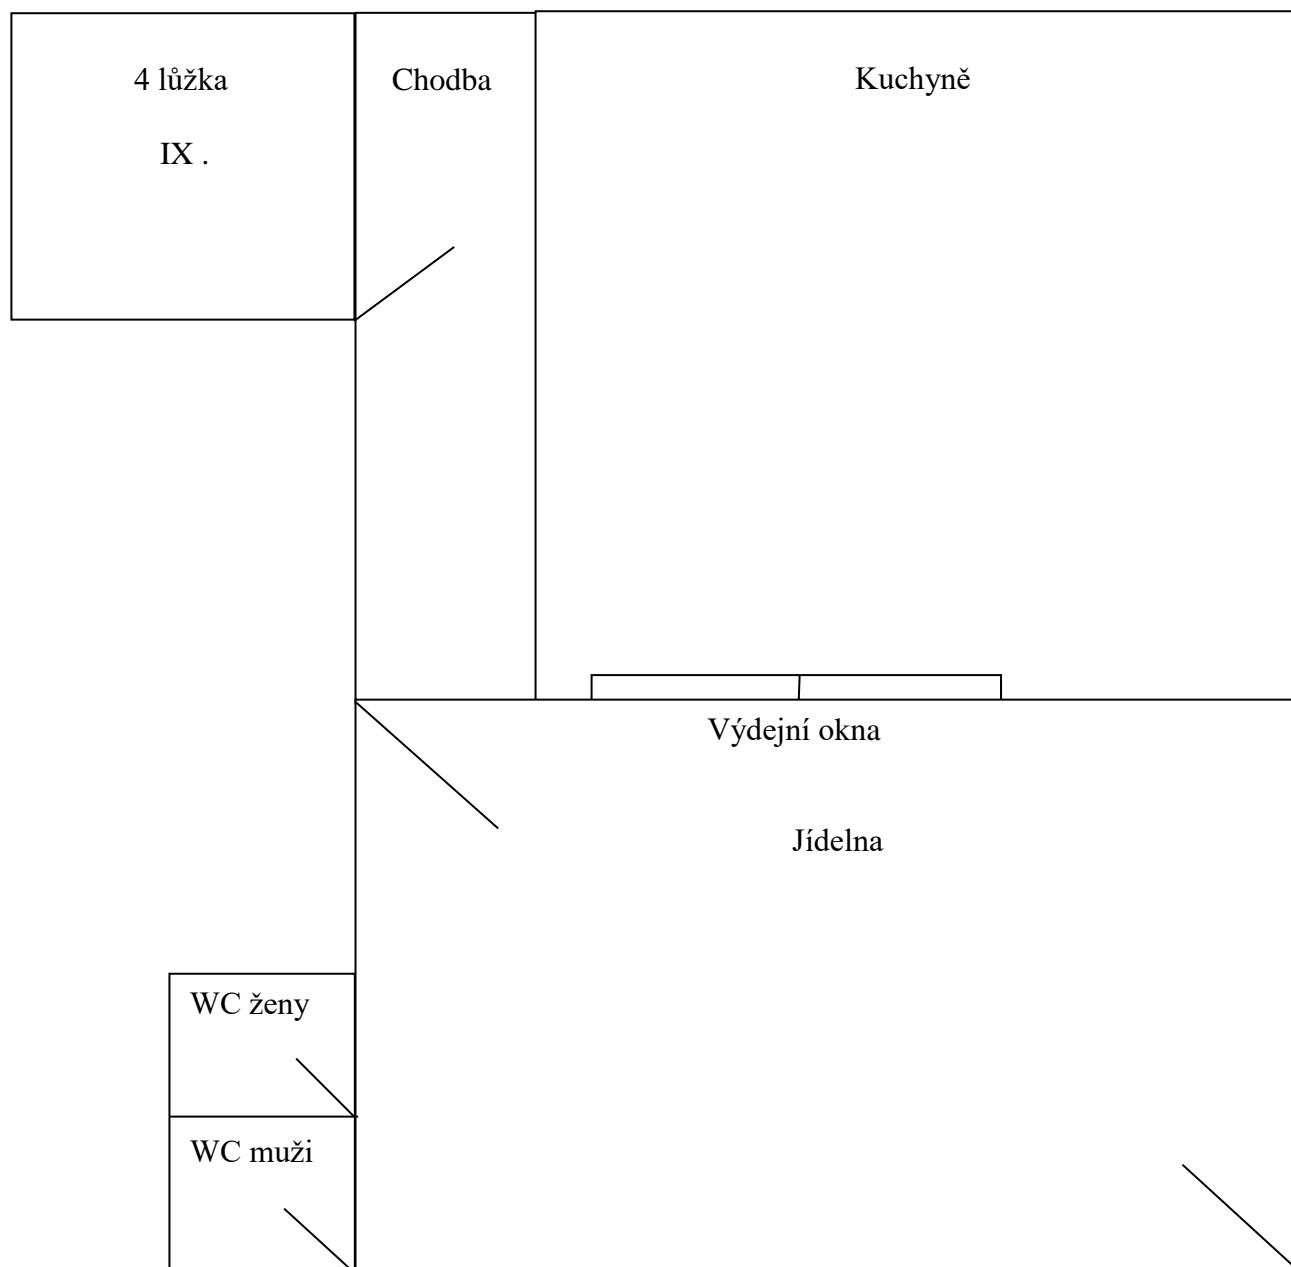 4 lůžka
IX .
Chodba
Kuchyně
Výdejní okna
Jídelna
WC ženy
WC muži